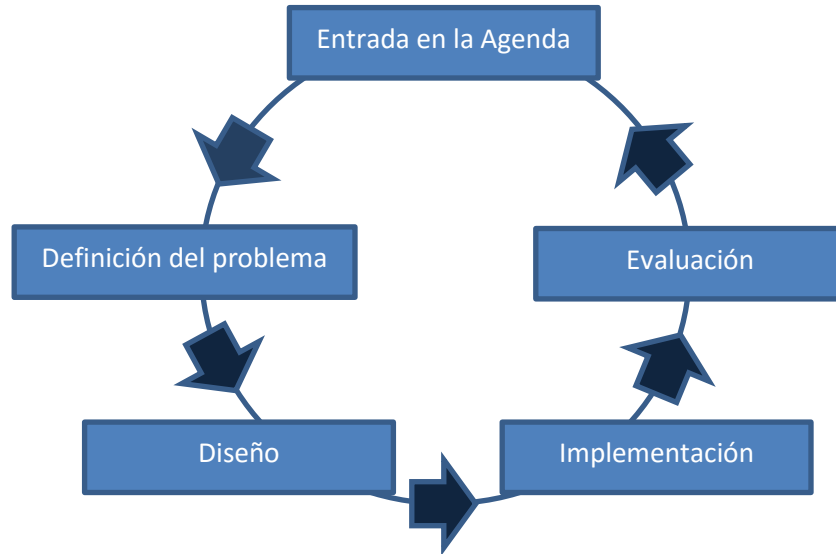 Entrada en la Agenda
Definición del problema
Evaluación
Diseño
Implementación